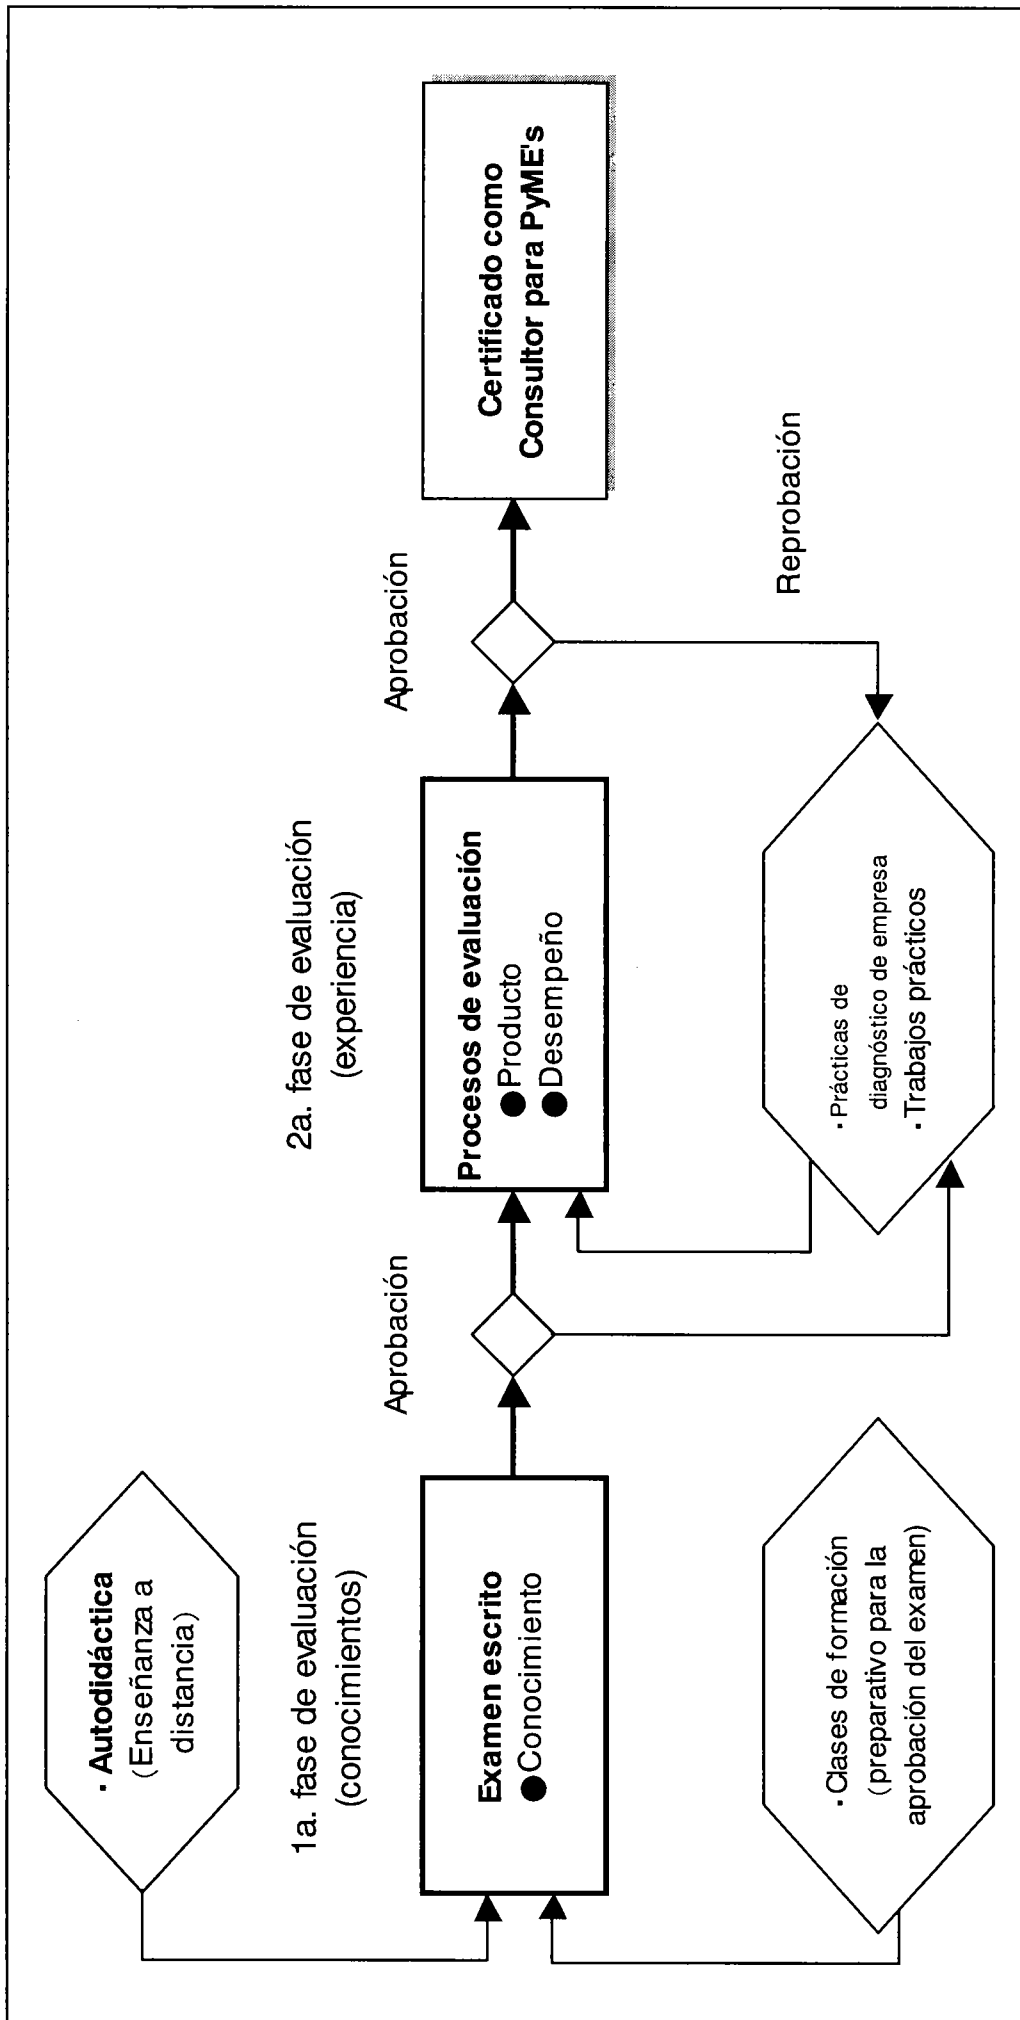 · Autodidáctica
(Enseñanza a
distancia)
1a. fase de evaluación
(conocimientos)
Examen escrito
● Conocimiento
· Clases de formación
(preparativo para la
aprobación del examen)
Aprobación
2a. fase de evaluación
(experiencia)
Procesos de evaluación
● Producto
● Desempeño
· Prácticas de
diagnóstico de empresa
· Trabajos prácticos
Aprobación
Reprobación
Certificado como
Consultor para PyME's